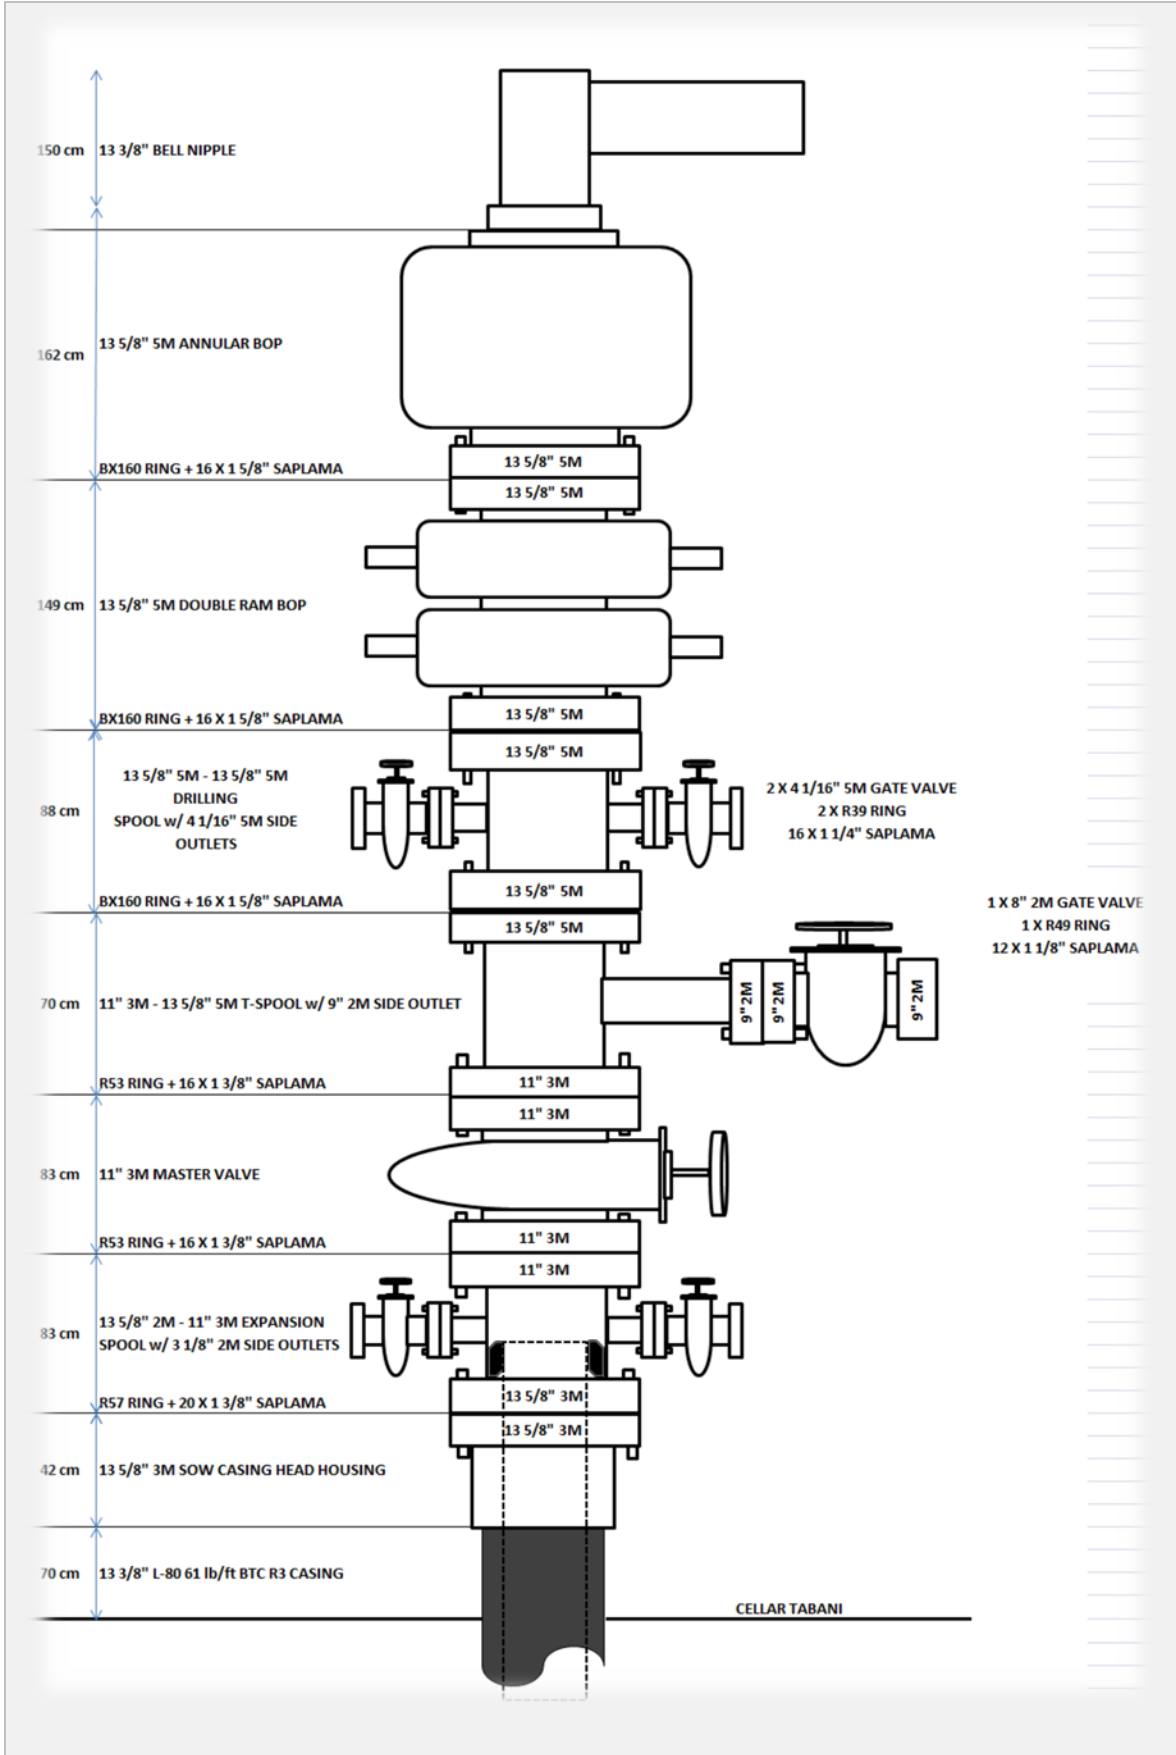 150 cm 13 3/8" BELL NIPPLE
162 cm 13 5/8" 5M ANNULAR BOP
13 5/8" 5M
BX160 RING + 16 X 1 5/8" SAPLAMA
13 5/8" 5M
149 cm 13 5/8" 5M DOUBLE RAM BOP
13 5/8" 5M
BX160 RING + 16 X 1 5/8" SAPLAMA
13 5/8" 5M
88 cm
13 5/8" 5M - 13 5/8" 5M
DRILLING
SPOOL w/ 4 1/16" 5M SIDE
OUTLETS
2 X 4 1/16" 5M GATE VALVE
2 X R39 RING
16 X 1 1/4" SAPLAMA
13 5/8" 5M
BX160 RING + 16 X 1 5/8" SAPLAMA
13 5/8" 5M
1 X 8" 2M GATE VALVE
1 X R49 RING
12 X 1 1/8" SAPLAMA
70 cm 11" 3M - 13 5/8" 5M T-SPOOL w/ 9" 2M SIDE OUTLET
9" 2M
9" 2M
9" 2M
11" 3M
R53 RING + 16 X 1 3/8" SAPLAMA
11" 3M
83 cm 11" 3M MASTER VALVE
11" 3M
R53 RING + 16 X 1 3/8" SAPLAMA
11" 3M
83 cm
13 5/8" 2M - 11" 3M EXPANSION
SPOOL w/ 3 1/8" 2M SIDE OUTLETS
13 5/8" 3M
R57 RING + 20 X 1 3/8" SAPLAMA
13 5/8" 3M
42 cm 13 5/8" 3M SOW CASING HEAD HOUSING
70 cm 13 3/8" L-80 61 lb/ft BTC R3 CASING
CELLAR TABANI